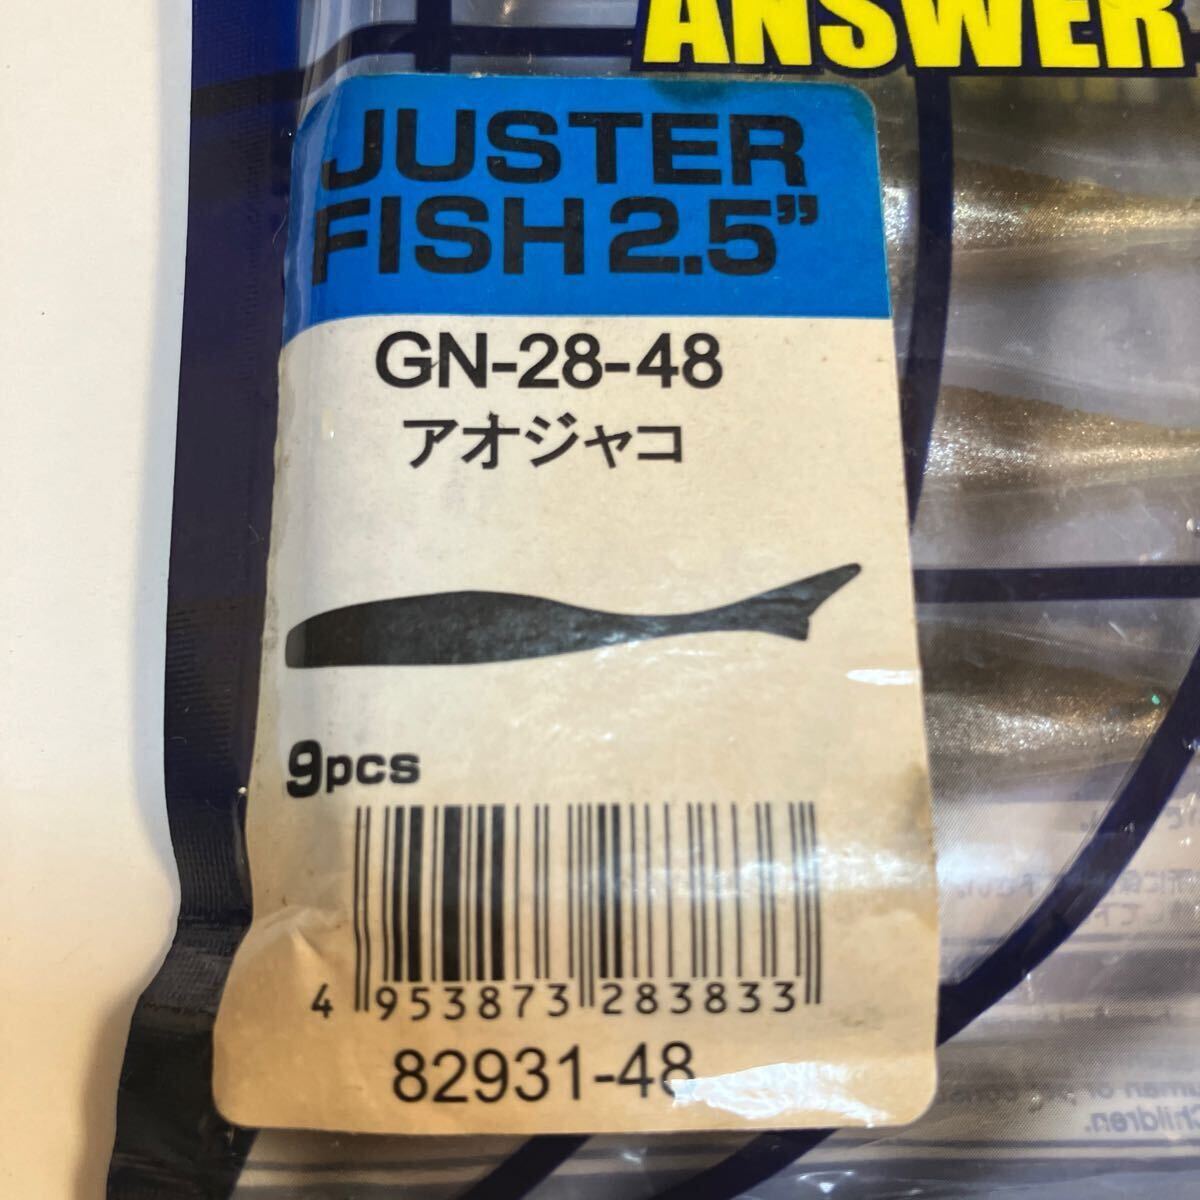 ANSWER
JUSTER
FISH 2.5”
GN-28-48
アオジャコ
9pcs
4 953873 283833
82931-48
children.